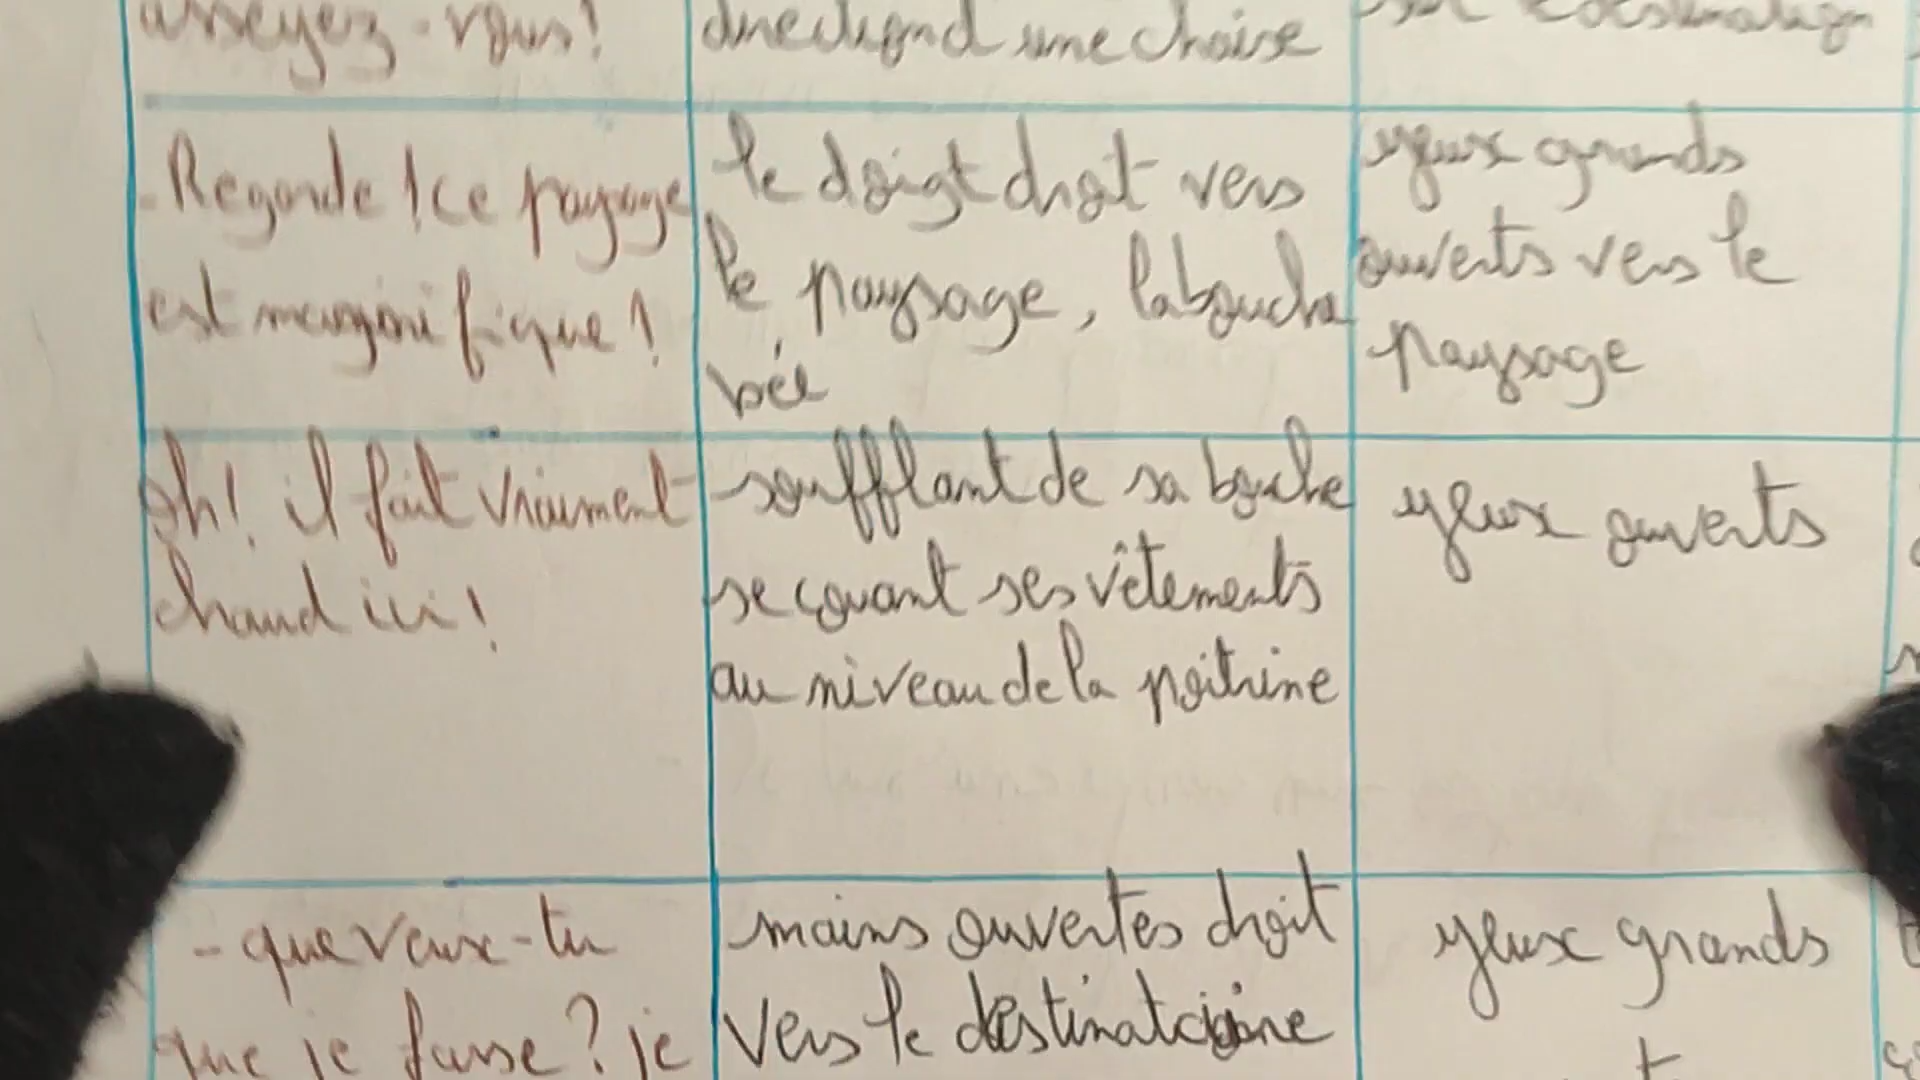 asseyez-vous!
direction d une chaise
- Regarde ! ce paysage
est magnifique !
le doigt droit vers
le paysage, la bouche
bée
yeux grands
ouverts vers le
paysage
oh! il fait vraiment
chaud ici !
soufflant de sa bouche
secouant ses vêtements
au niveau de la poitrine
yeux ouverts
- que veux-tu
que je fasse ? je
mains ouvertes droit
vers le destinataire
yeux grands